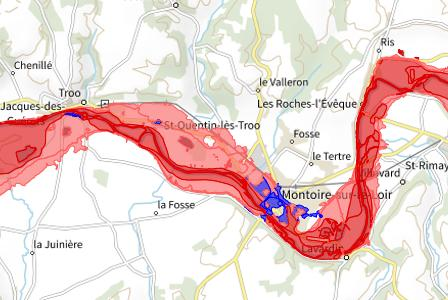 Ris
Chenillé
le Valleron
Troo
Jacques-des-
Les Roches-l'Évêque
St-Quentin-lès-Troo
Fosse
le Tertre
St-Rimay
Montoire-sur-le-Loir
la Fosse
la Juinière
Lavardin